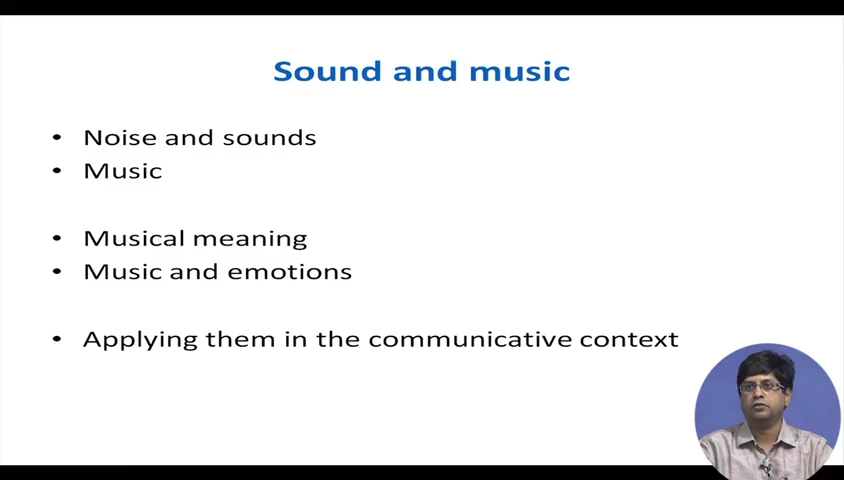 Sound and music
• Noise and sounds
• Music
• Musical meaning
• Music and emotions
• Applying them in the communicative context